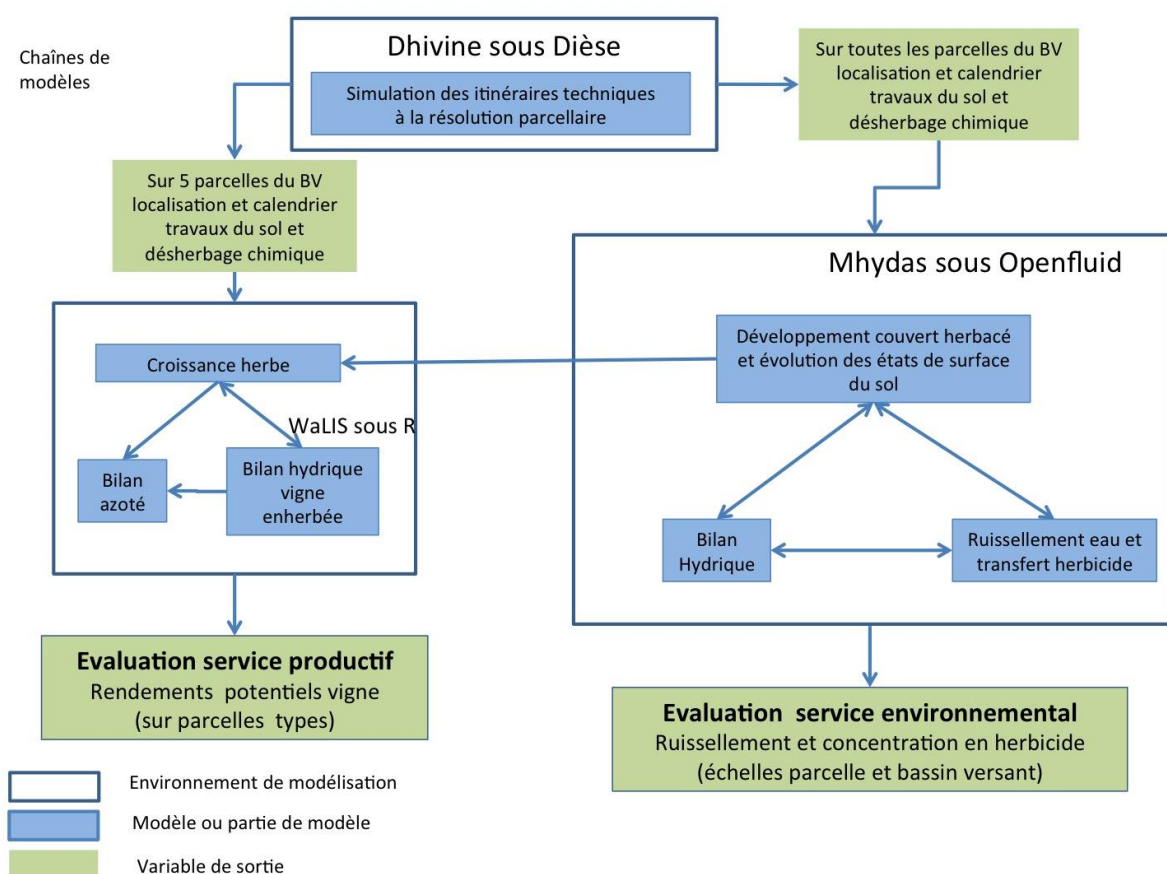 Chaînes de
modèles
Dhivine sous Dièse
Simulation des itinéraires techniques
à la résolution parcellaire
Sur toutes les parcelles du BV
localisation et calendrier
travaux du sol et
désherbage chimique
Sur 5 parcelles du BV
localisation et calendrier
travaux du sol et
désherbage chimique
Mhydas sous Openfluid
Développement couvert herbacé
et évolution des états de surface
du sol
Croissance herbe
WaLIS sous R
Bilan
azoté
Bilan hydrique
vigne
enherbée
Bilan
Hydrique
Ruissellement eau et
transfert herbicide
Evaluation service productif
Rendements potentiels vigne
(sur parcelles types)
Evaluation service environnemental
Ruissellement et concentration en herbicide
(échelles parcelle et bassin versant)
Environnement de modélisation
Modèle ou partie de modèle
Variable de sortie